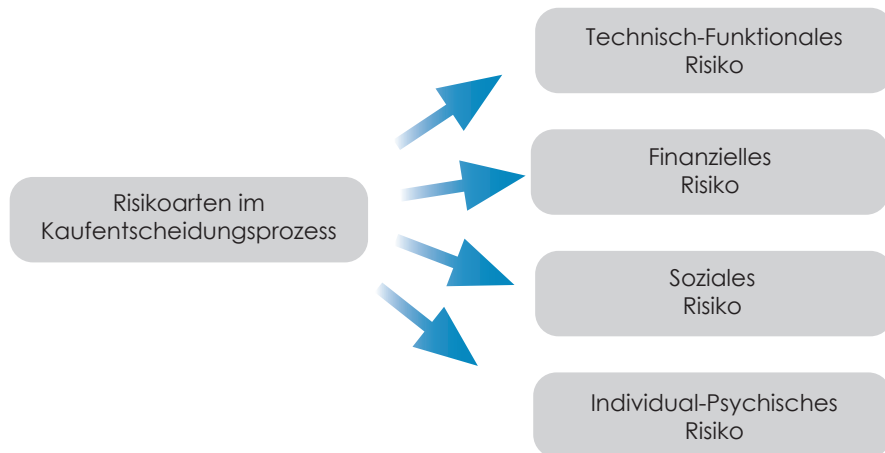 Risikoarten im
Kaufentscheidungsprozess
Technisch-Funktionales
Risiko
Finanzielles
Risiko
Soziales
Risiko
Individual-Psychisches
Risiko